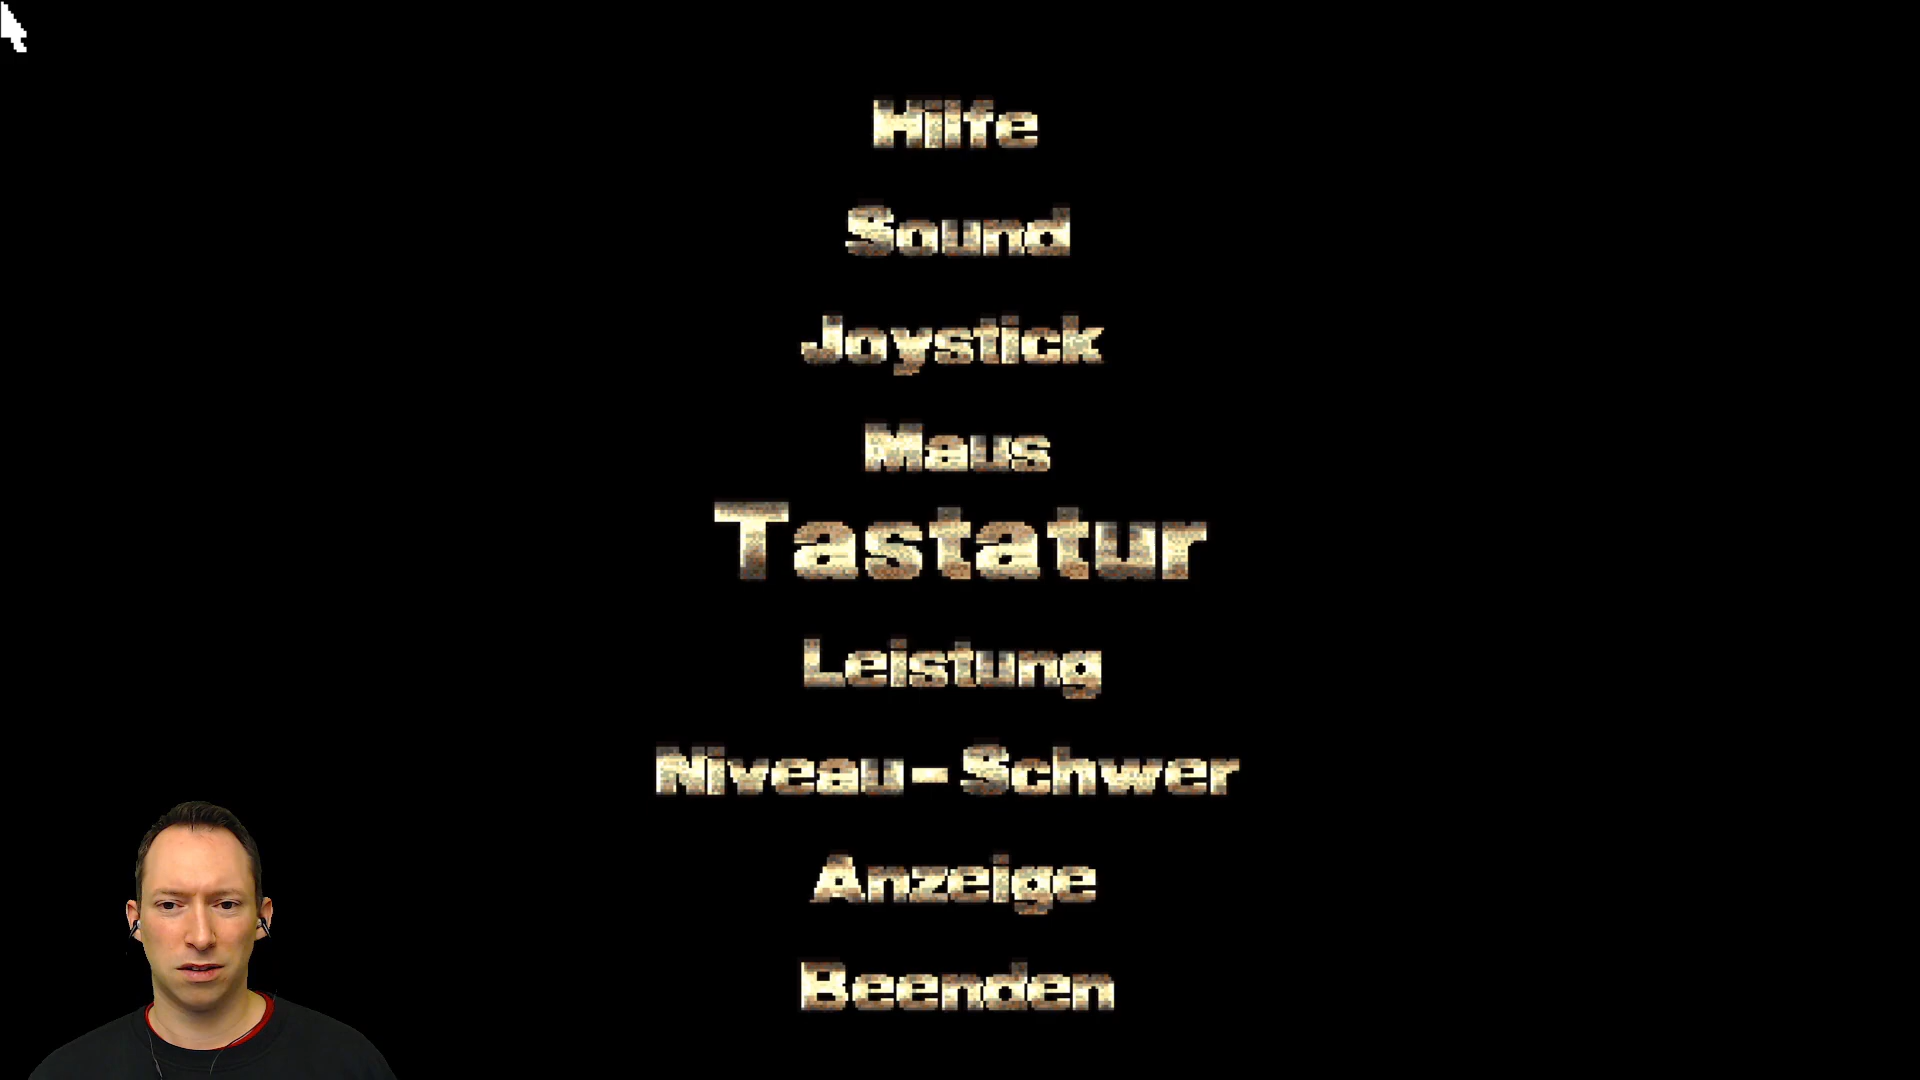 Hilfe
Sound
Joystick
Maus
Tastatur
Leistung
Niveau-Schwer
Anzeige
Beenden